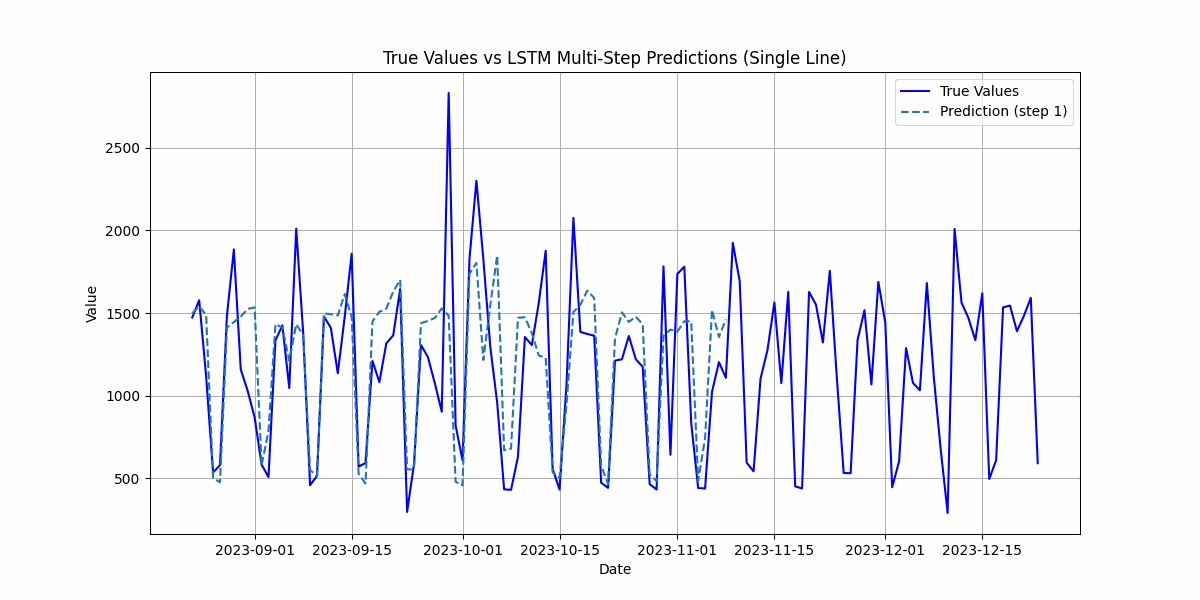 True Values vs LSTM Multi-Step Predictions (Single Line)
True Values
Prediction (step 1)
Value
2500
2000
1500
1000
500
2023-09-01 2023-09-15 2023-10-01 2023-10-15 2023-11-01 2023-11-15 2023-12-01 2023-12-15
Date